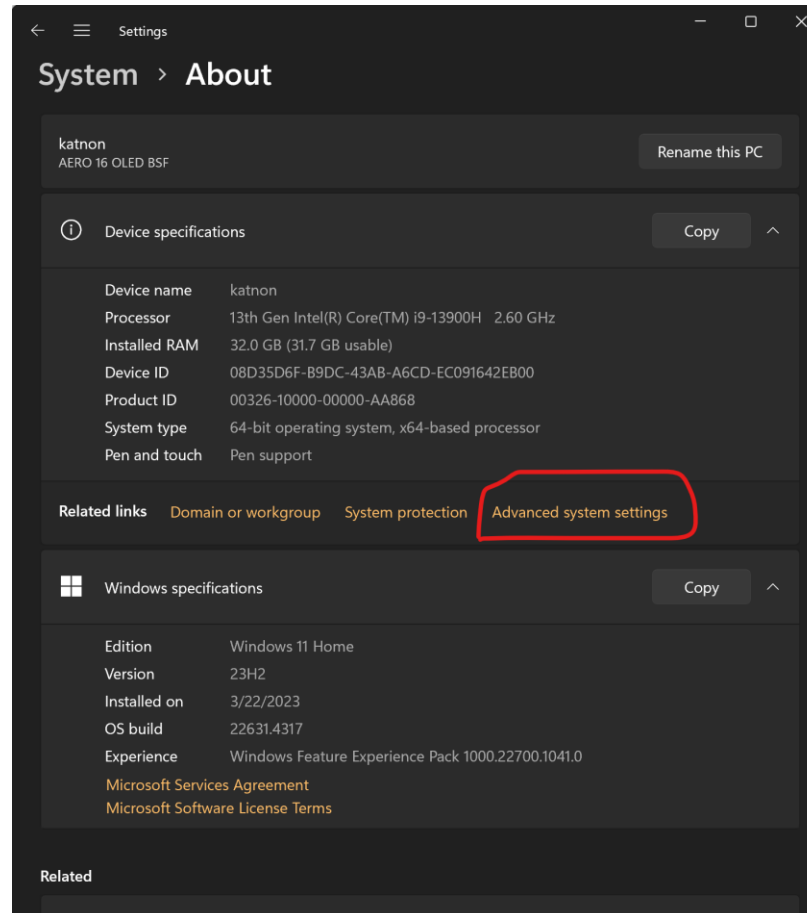 Settings
System > About
katnon
AERO 16 OLED BSF
Rename this PC
Device specifications
Copy
Device name katnon
Processor 13th Gen Intel(R) Core(TM) i9-13900H 2.60 GHz
Installed RAM 32.0 GB (31.7 GB usable)
Device ID 08D35D6F-B9DC-43AB-A6CD-EC091642EB00
Product ID 00326-10000-00000-AA868
System type 64-bit operating system, x64-based processor
Pen and touch Pen support
Related links Domain or workgroup System protection Advanced system settings
Windows specifications
Copy
Edition Windows 11 Home
Version 23H2
Installed on 3/22/2023
OS build 22631.4317
Experience Windows Feature Experience Pack 1000.22700.1041.0
Microsoft Services Agreement
Microsoft Software License Terms
Related